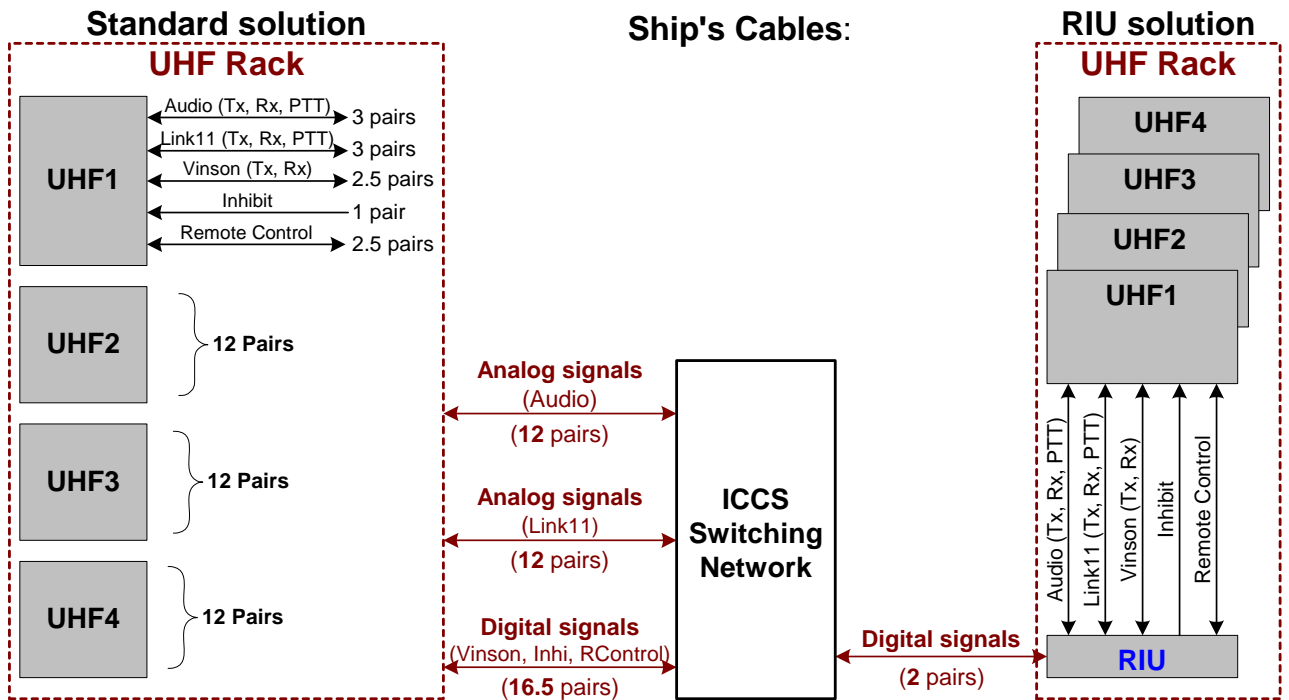 Standard solution
Ship's Cables:
RIU solution
UHF Rack
UHF1
Audio (Tx, Rx, PTT)
3 pairs
Link11 (Tx, Rx, PTT)
3 pairs
Vinson (Tx, Rx)
2.5 pairs
Inhibit
1 pair
Remote Control
2.5 pairs
UHF2
12 Pairs
UHF3
12 Pairs
UHF4
12 Pairs
Analog signals
(Audio)
(12 pairs)
Analog signals
(Link11)
(12 pairs)
Digital signals
(Vinson, Inhi, RControl)
(16.5 pairs)
ICCS
Switching
Network
Digital signals
(2 pairs)
UHF Rack
UHF4
UHF3
UHF2
UHF1
Audio (Tx, Rx, PTT)
Link11 (Tx, Rx, PTT)
Vinson (Tx, Rx)
Inhibit
Remote Control
RIU